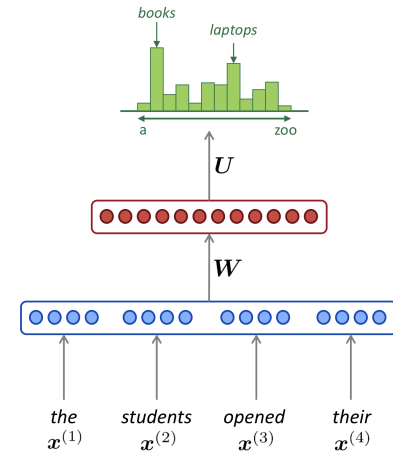 books
laptops
a zoo
U
W
the students opened their
x^{(1)} x^{(2)} x^{(3)} x^{(4)}